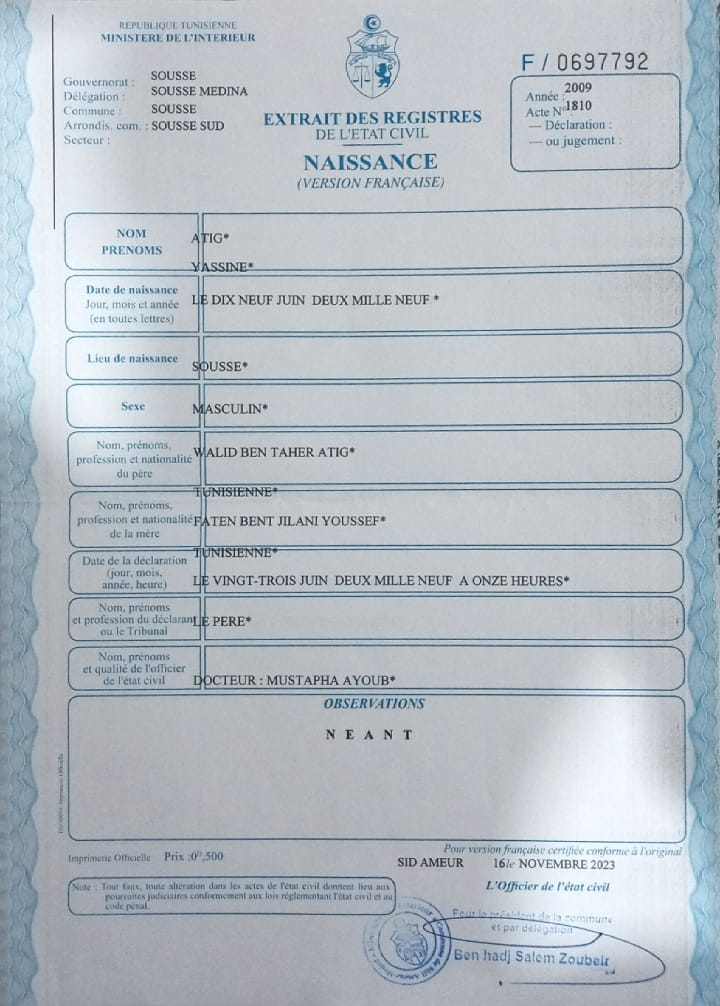 REPUBLIQUE TUNISIENNE
MINISTERE DE L'INTERIEUR
Gouvernorat : SOUSSE
Délégation : SOUSSE MEDINA
Commune : SOUSSE
Arrondis. com. : SOUSSE SUD
Secteur :
F / 0697792
Année : 2009
Acte N° 1810
— Déclaration :
— ou jugement :
EXTRAIT DES REGISTRES
DE L'ETAT CIVIL
NAISSANCE
(VERSION FRANÇAISE)
NOM
PRENOMS
ATIG*
YASSINE*
Date de naissance
Jour, mois et année
(en toutes lettres)
LE DIX NEUF JUIN DEUX MILLE NEUF *
Lieu de naissance
SOUSSE*
Sexe
MASCULIN*
Nom, prénoms,
profession et nationalité
du père
WALID BEN TAHER ATIG*
TUNISIENNE*
Nom, prénoms,
profession et nationalité
de la mère
FATEN BENT JILANI YOUSSEF*
TUNISIENNE*
Date de la déclaration
(jour, mois,
année, heure)
LE VINGT-TROIS JUIN DEUX MILLE NEUF A ONZE HEURES*
Nom, prénoms
et profession du déclarant
ou le Tribunal
LE PERE*
Nom, prénoms
et qualité de l'officier
de l'état civil
DOCTEUR : MUSTAPHA AYOUB*
OBSERVATIONS
N E A N T
Imprimerie Officielle Prix :0ᴰ,500
Pour version française certifiée conforme à l'original
SID AMEUR 16le NOVEMBRE 2023
L'Officier de l'état civil
Note : Tout faux, toute alteration dans les actes de l'état civil donnent lieu aux
poursuites judiciaires conformement aux lois réglementant l'état civil et au
code pénal.
Pour le président de la commune
et par délégation
Ben hadj Salem Zoubeir